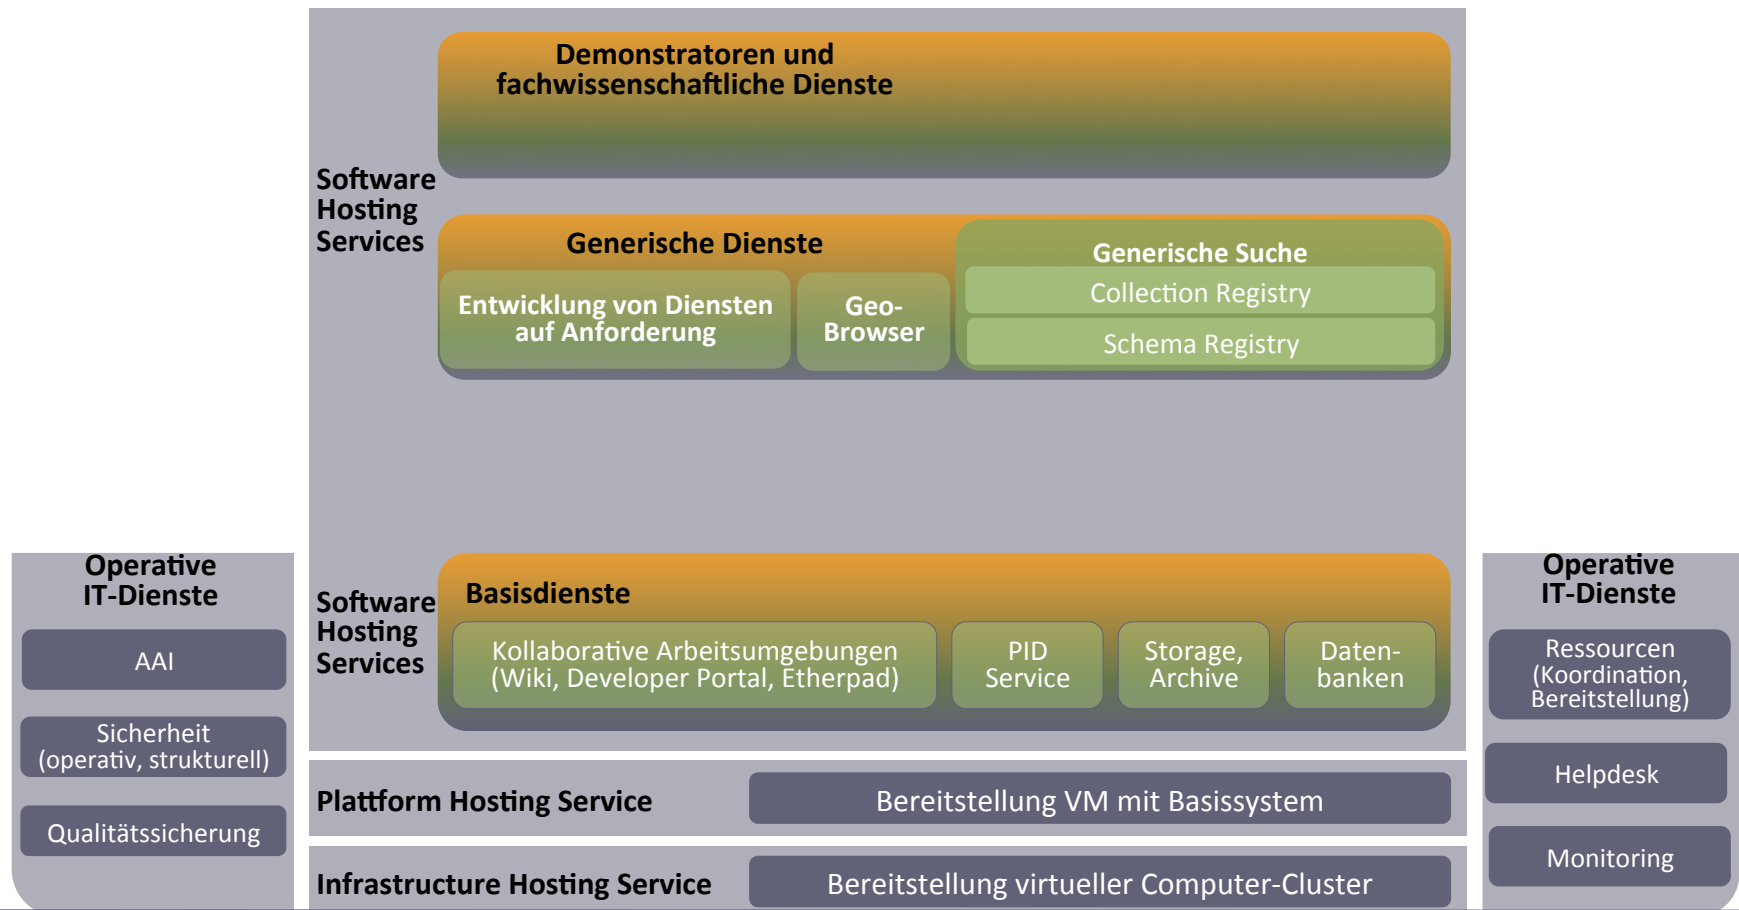 Demonstratoren und
fachwissenschaftliche Dienste
Software
Hosting
Services
Generische Dienste
Entwicklung von Diensten
auf Anforderung
Geo-
Browser
Generische Suche
Collection Registry
Schema Registry
Operative
IT-Dienste
AAI
Sicherheit
(operativ, strukturell)
Qualitätssicherung
Software
Hosting
Services
Basisdienste
Kollaborative Arbeitsumgebungen
(Wiki, Developer Portal, Etherpad)
PID
Service
Storage,
Archive
Daten-
banken
Operative
IT-Dienste
Ressourcen
(Koordination,
Bereitstellung)
Helpdesk
Monitoring
Plattform Hosting Service
Bereitstellung VM mit Basissystem
Infrastructure Hosting Service
Bereitstellung virtueller Computer-Cluster